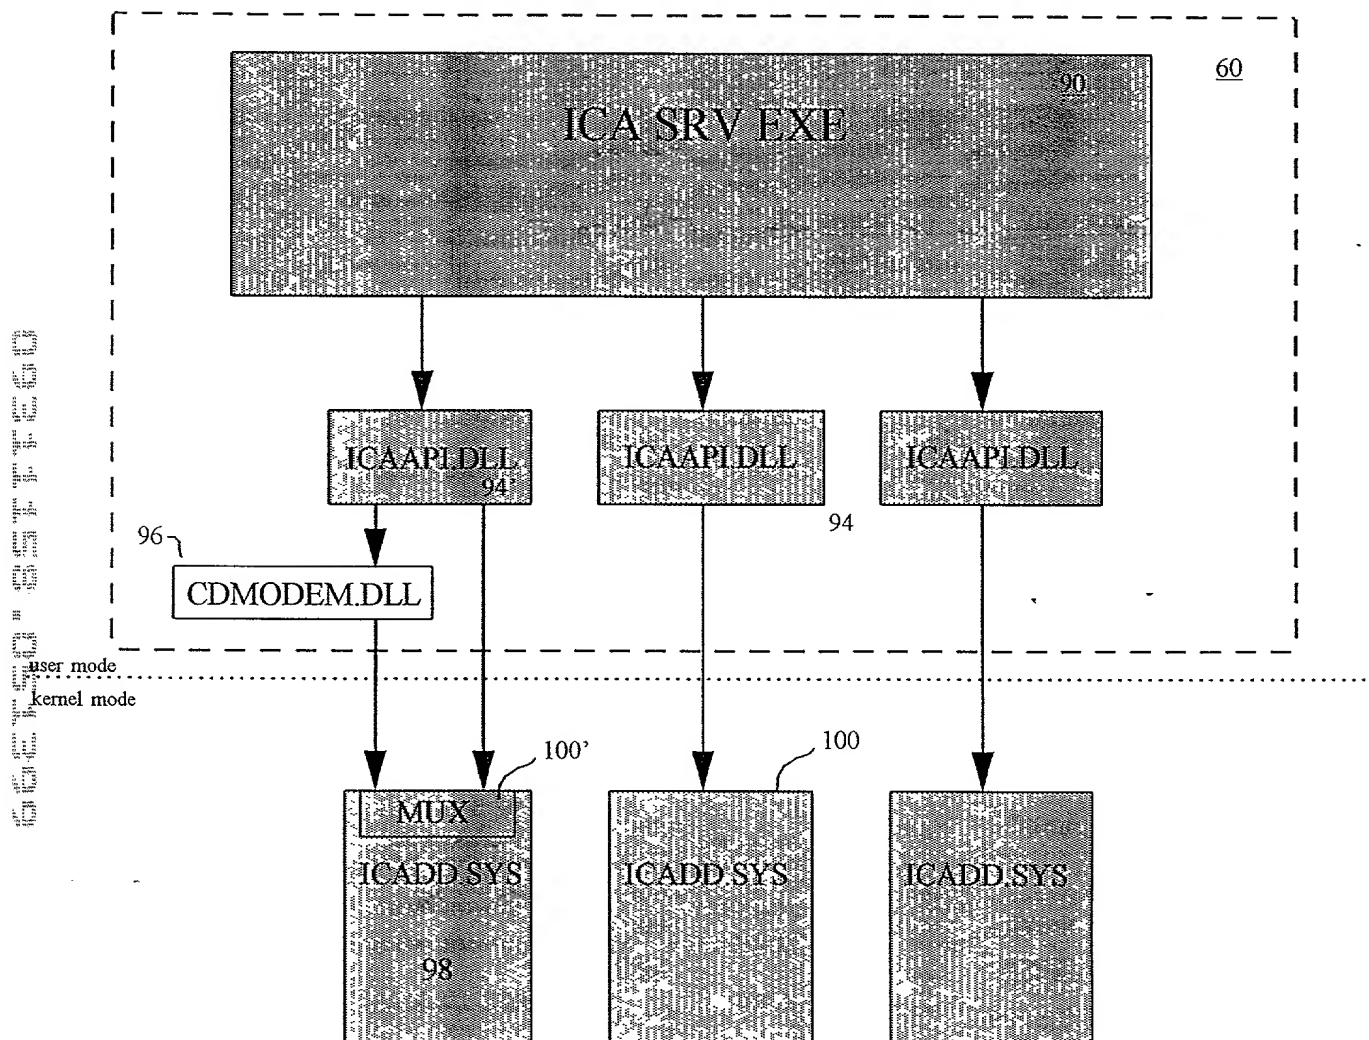 60
90
ICA SRV EXE
ICAAPI.DLL
94'
ICAAPI.DLL
94
ICAAPI.DLL
96
CDMODEM.DLL
user mode
kernel mode
100'
100
MUX
ICADD.SYS
98
ICADD.SYS
ICADD.SYS